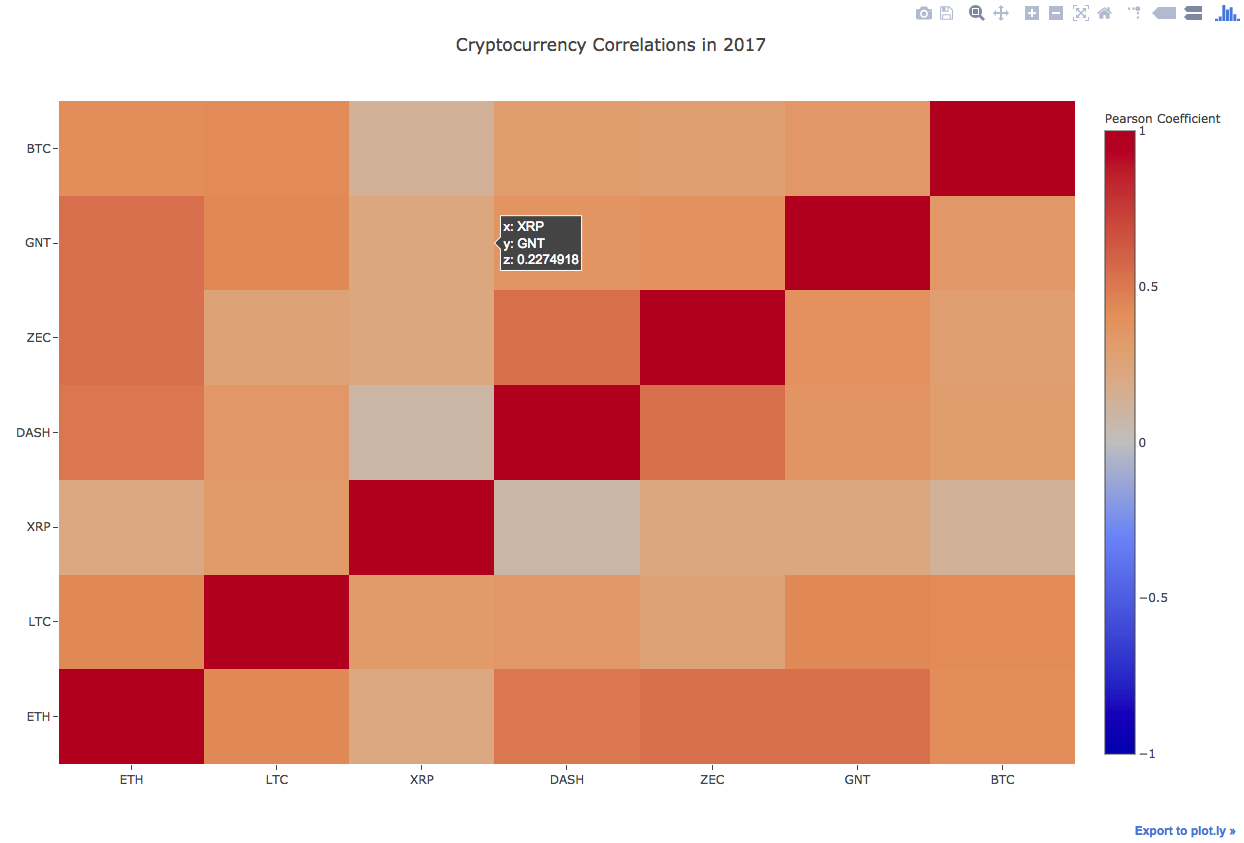 Cryptocurrency Correlations in 2017
Pearson Coefficient
1
0.5
0
−0.5
−1
BTC
GNT
ZEC
DASH
XRP
LTC
ETH
x: XRP
y: GNT
z: 0.2274918
ETH LTC XRP DASH ZEC GNT BTC
Export to plot.ly »